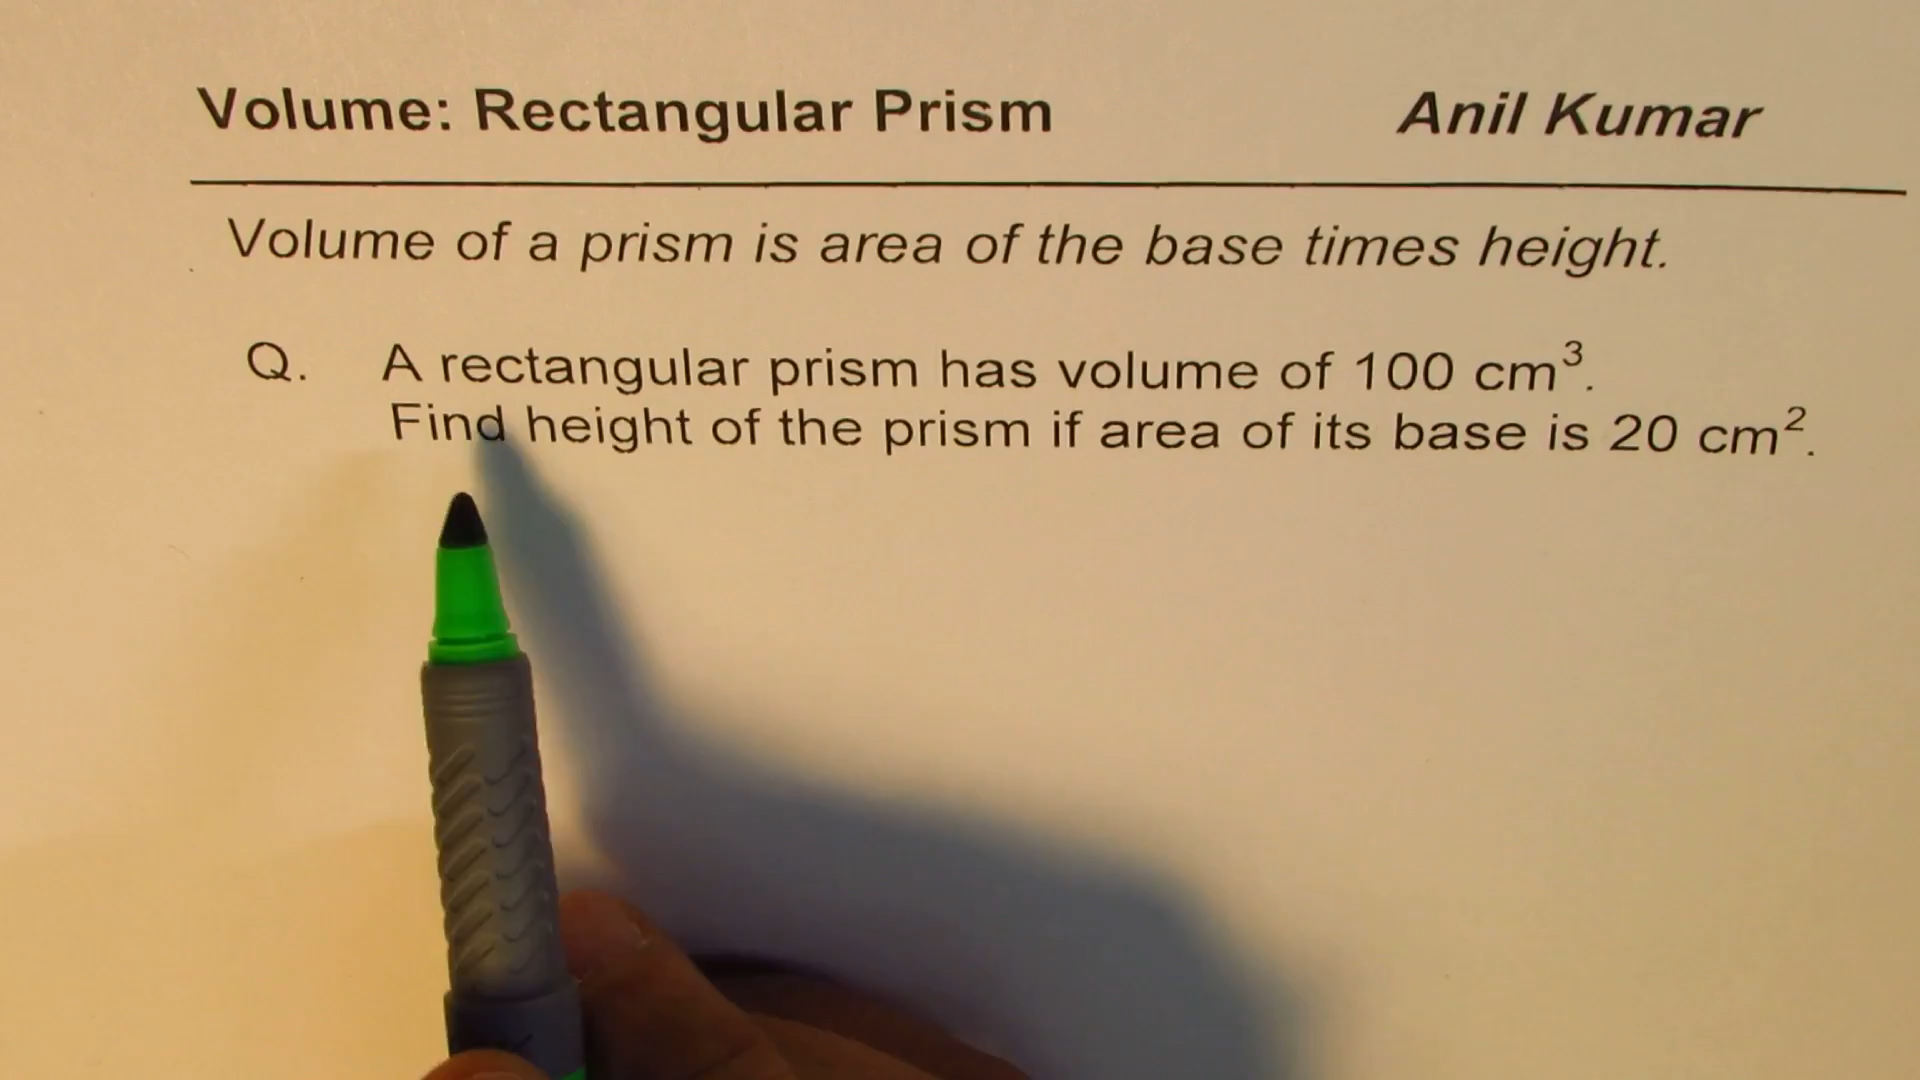 Volume: Rectangular Prism Anil Kumar
Volume of a prism is area of the base times height.
Q. A rectangular prism has volume of 100 cm³.
Find height of the prism if area of its base is 20 cm².